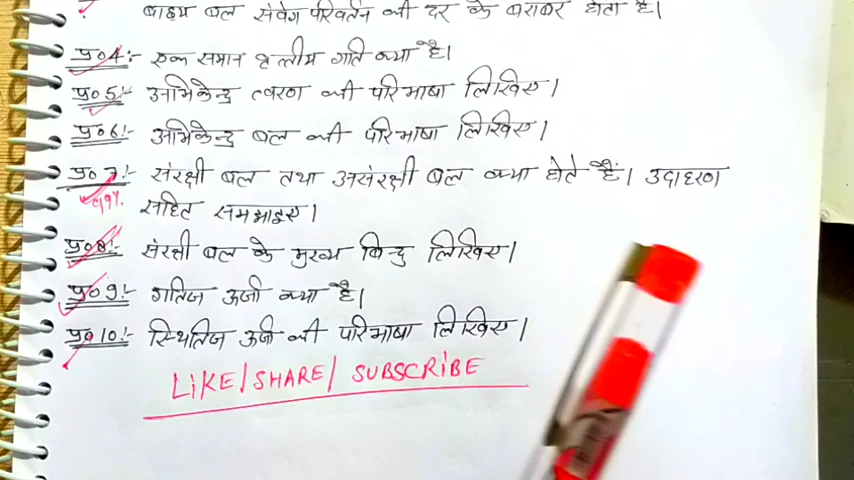 बाह्य बल संवेग परिवर्तन की दर के बराबर होता है।
प्र०4:- एक समान वृत्तीय गति क्या है।
प्र०5:- अभिकेन्द्र त्वरण की परिभाषा लिखिए।
प्र०6:- अभिकेन्द्र बल की परिभाषा लिखिए।
प्र०7:- संरक्षी बल तथा असंरक्षी बल क्या होते हैं। उदाहरण
सहित समझाइए।
प्र०8:- संरक्षी बल के मुख्य बिन्दु लिखिए।
प्र०9:- गतिज ऊर्जा क्या है।
प्र०10:- स्थितिज ऊर्जा की परिभाषा लिखिए।
LIKE/SHARE/ SUBSCRIBE